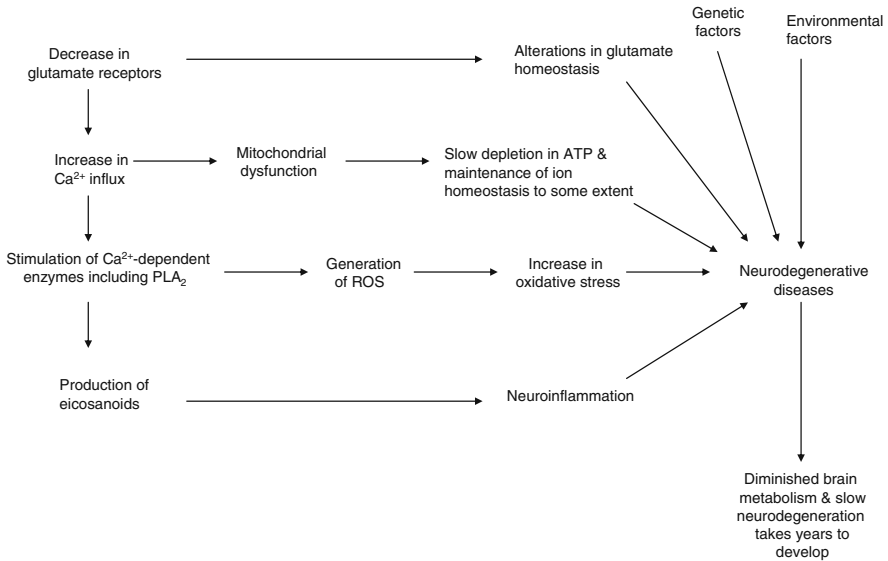 Genetic
factors
Environmental
factors
Decrease in
glutamate receptors
Alterations in glutamate
homeostasis
Increase in
Ca²⁺ influx
Mitochondrial
dysfunction
Slow depletion in ATP &
maintenance of ion
homeostasis to some extent
Stimulation of Ca²⁺-dependent
enzymes including PLA₂
Generation
of ROS
Increase in
oxidative stress
Neurodegenerative
diseases
Production of
eicosanoids
Neuroinflammation
Diminished brain
metabolism & slow
neurodegeneration
takes years to
develop